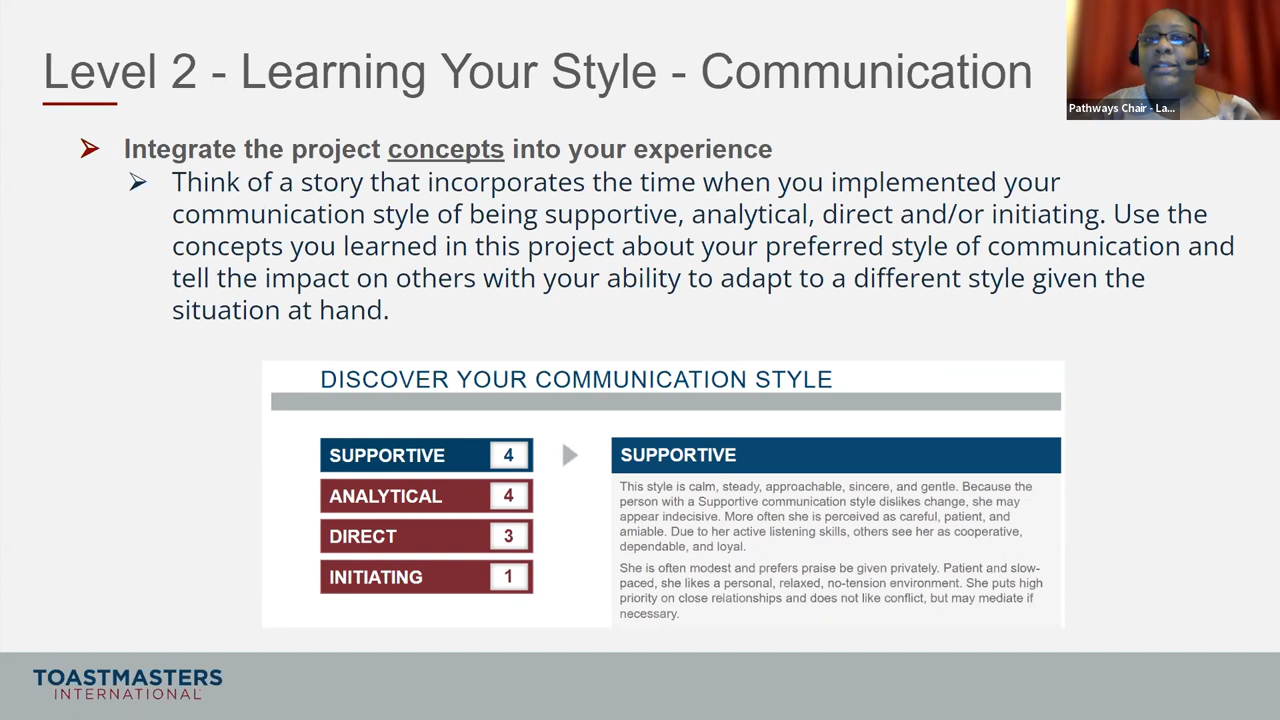 Level 2 - Learning Your Style - Communication
Pathways Chair - La...
Integrate the project concepts into your experience
Think of a story that incorporates the time when you implemented your
communication style of being supportive, analytical, direct and/or initiating. Use the
concepts you learned in this project about your preferred style of communication and
tell the impact on others with your ability to adapt to a different style given the
situation at hand.
DISCOVER YOUR COMMUNICATION STYLE
SUPPORTIVE 4
ANALYTICAL 4
DIRECT 3
INITIATING 1
SUPPORTIVE
This style is calm, steady, approachable, sincere, and gentle. Because the
person with a Supportive communication style dislikes change, she may
appear indecisive. More often she is perceived as careful, patient, and
amiable. Due to her active listening skills, others see her as cooperative,
dependable, and loyal.
She is often modest and prefers praise be given privately. Patient and slow-
paced, she likes a personal, relaxed, no-tension environment. She puts high
priority on close relationships and does not like conflict, but may mediate if
necessary.
TOASTMASTERS
INTERNATIONAL